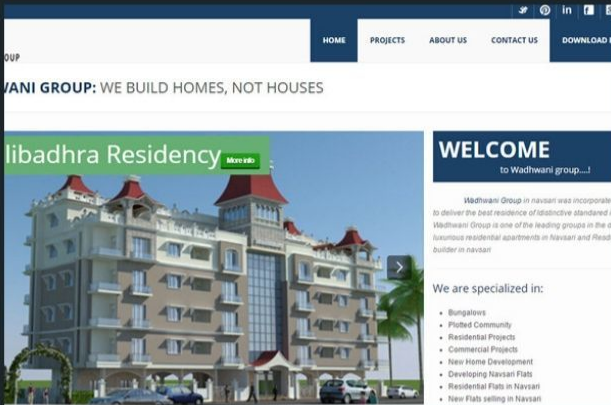 in
HOME PROJECTS ABOUT US CONTACT US DOWNLOAD
OUP
WANI GROUP: WE BUILD HOMES, NOT HOUSES
libadhra Residency More info
WELCOME
to Wadhwani group....!
Wadhwani Group in navsari was incorporate
to deliver the best residence of Idistinctive standared
Wadhwani Group is one of the leading groups in the
luxurious residential apartments in Navsari and Resid
builder in navsari
We are specialized in:
Bungalows
Plotted Community
Residential Projects
Commercial Projects
New Home Development
Developing Navsari Flats
Residential Flats in Navsari
New Flats selling in Navsari